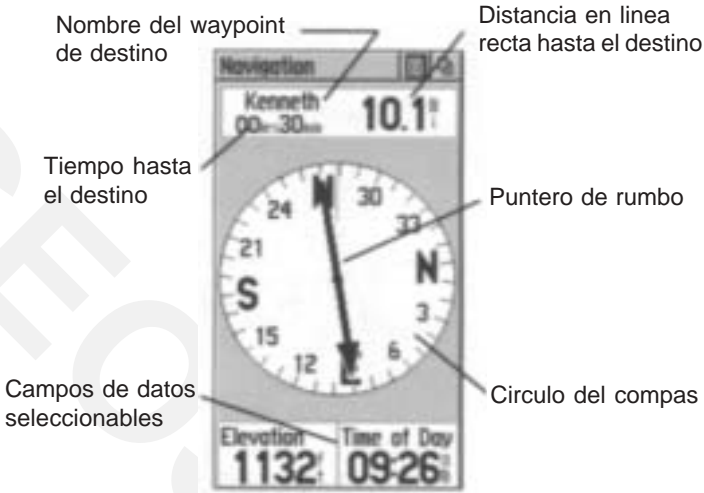 Nombre del waypoint
de destino
Distancia en linea
recta hasta el destino
Navigation
Kenneth
00 30
10.1
Tiempo hasta
el destino
Puntero de rumbo
24
30
33
21
N
S
3
15
12
6
Circulo del compas
Campos de datos
seleccionables
Elevation
1132
Time of Day
09:26